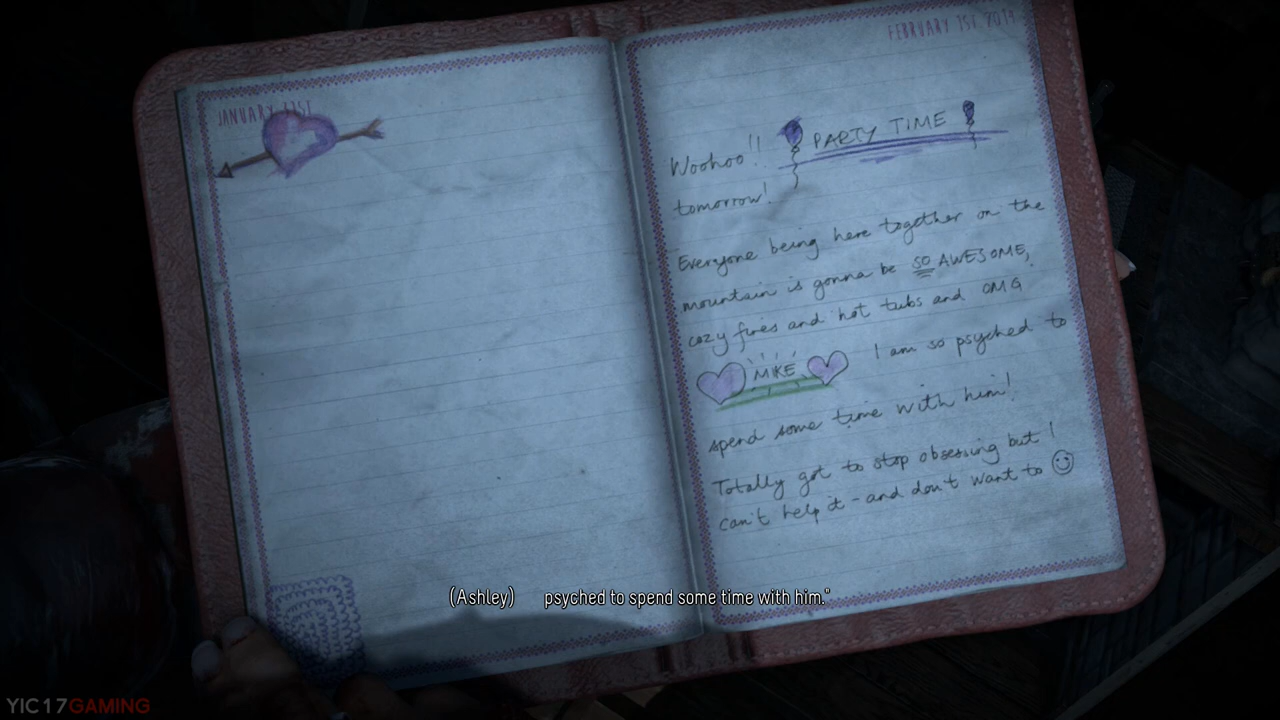 JANUARY 31ST
FEBRUARY 1ST 2014
Woohoo!! PARTY TIME
tomorrow!
Everyone being here together on the
mountain is gonna be SO AWESOME,
cozy fires and hot tubs and OMG
MIKE I am so psyched to
spend some time with him!
Totally got to stop obsessing but I
can't help it - and don't want to
(Ashley) psyched to spend some time with him."
YIC17GAMING